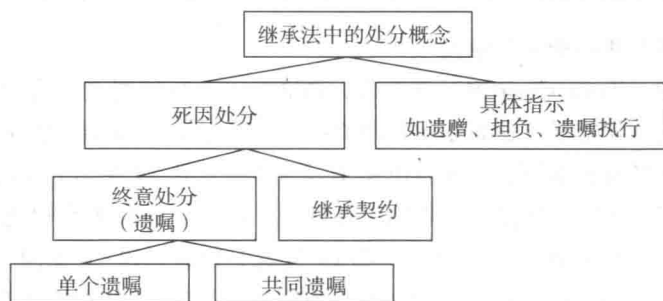 继承法中的处分概念
死因处分
具体指示
如遗赠、担负、遗嘱执行
终意处分
（遗嘱）
继承契约
单个遗嘱
共同遗嘱